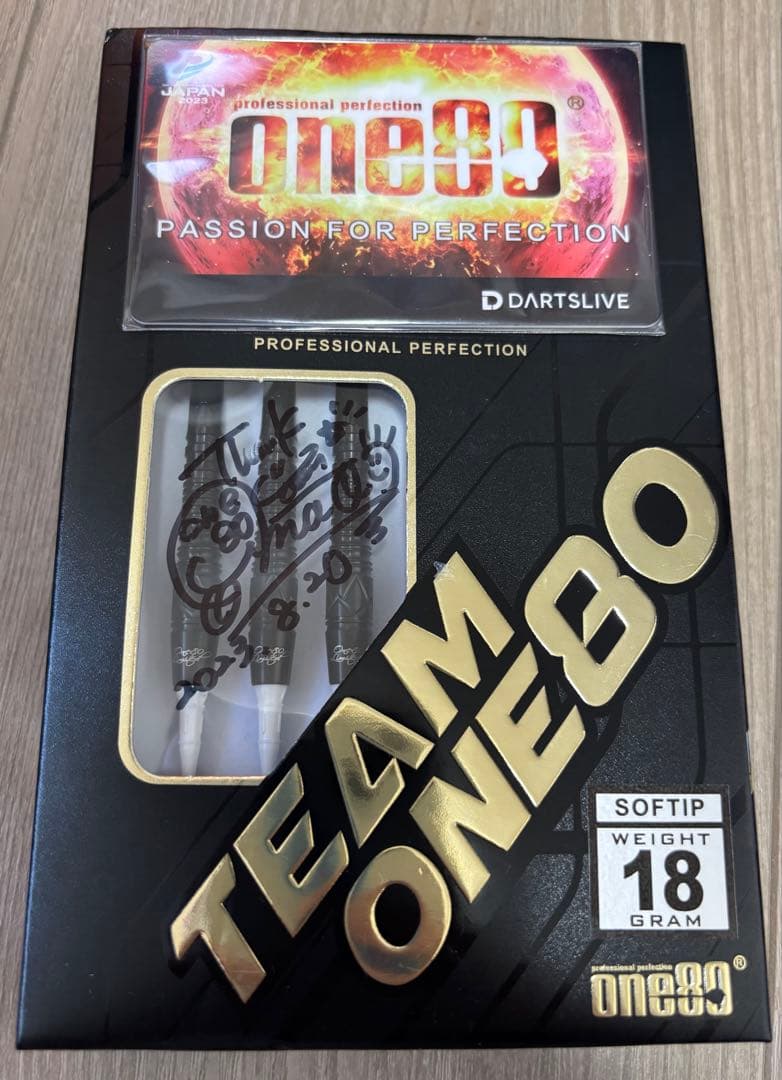 JAPAN
2023
professional perfection
one80®
PASSION FOR PERFECTION
DARTSLIVE
PROFESSIONAL PERFECTION
Thank
2023 8.20
TEAM
ONE80
SOFTIP
WEIGHT
18
GRAM
professional perfection
one80®